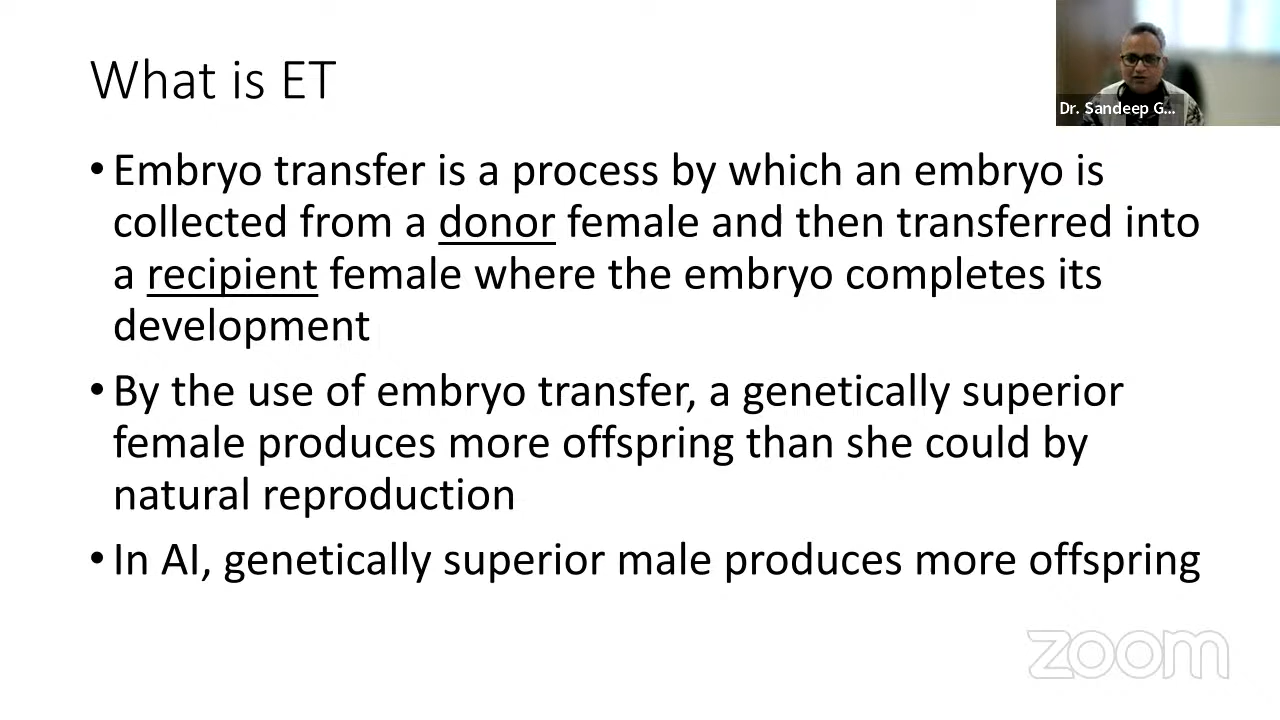 What is ET
Dr. Sandeep G...
• Embryo transfer is a process by which an embryo is
collected from a donor female and then transferred into
a recipient female where the embryo completes its
development
• By the use of embryo transfer, a genetically superior
female produces more offspring than she could by
natural reproduction
• In AI, genetically superior male produces more offspring
zoom